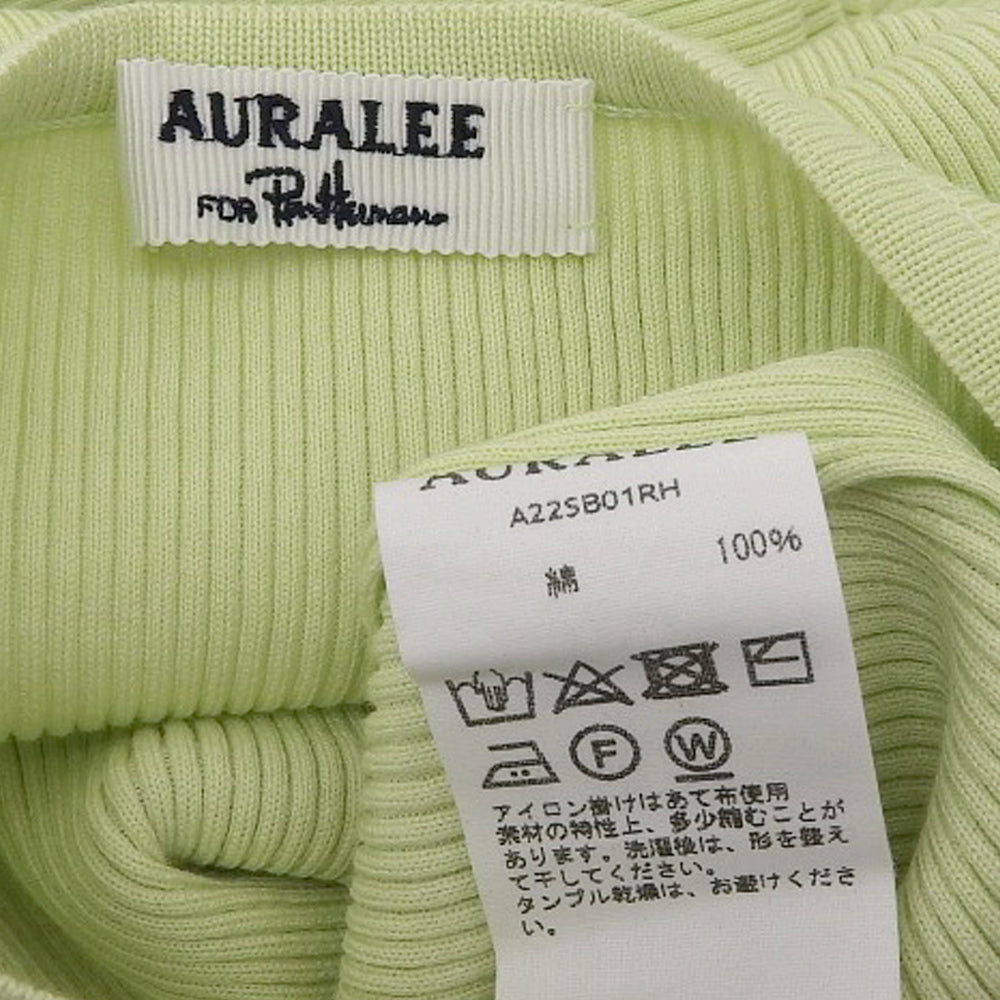 AURALEE
FOR Ron Herman
AURALEE
A22SB01RH
綿 100%
F W
アイロン掛けはあて布使用
素材の特性上、多少縮むことが
あります。洗濯後は、形を整え
て干してください。
タンブル乾燥は、お避けくださ
い。